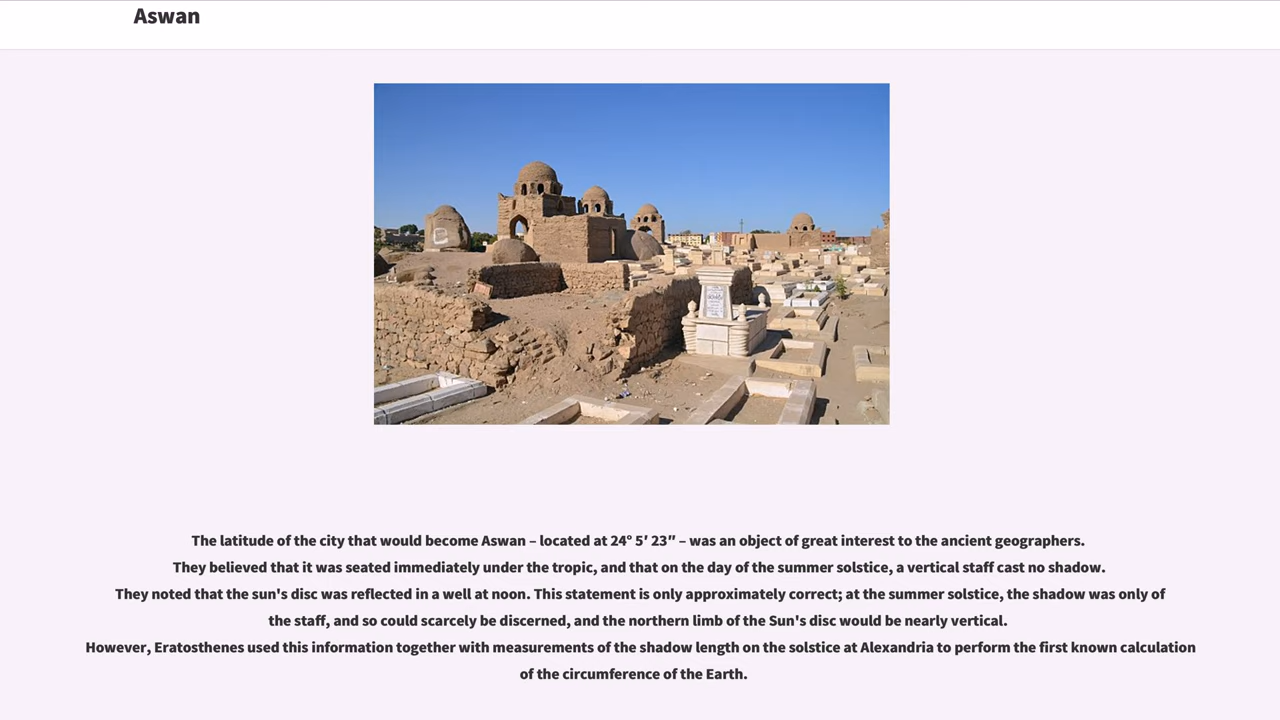 Aswan
The latitude of the city that would become Aswan – located at 24° 5′ 23″ – was an object of great interest to the ancient geographers.
They believed that it was seated immediately under the tropic, and that on the day of the summer solstice, a vertical staff cast no shadow.
They noted that the sun's disc was reflected in a well at noon. This statement is only approximately correct; at the summer solstice, the shadow was only of
the staff, and so could scarcely be discerned, and the northern limb of the Sun's disc would be nearly vertical.
However, Eratosthenes used this information together with measurements of the shadow length on the solstice at Alexandria to perform the first known calculation
of the circumference of the Earth.